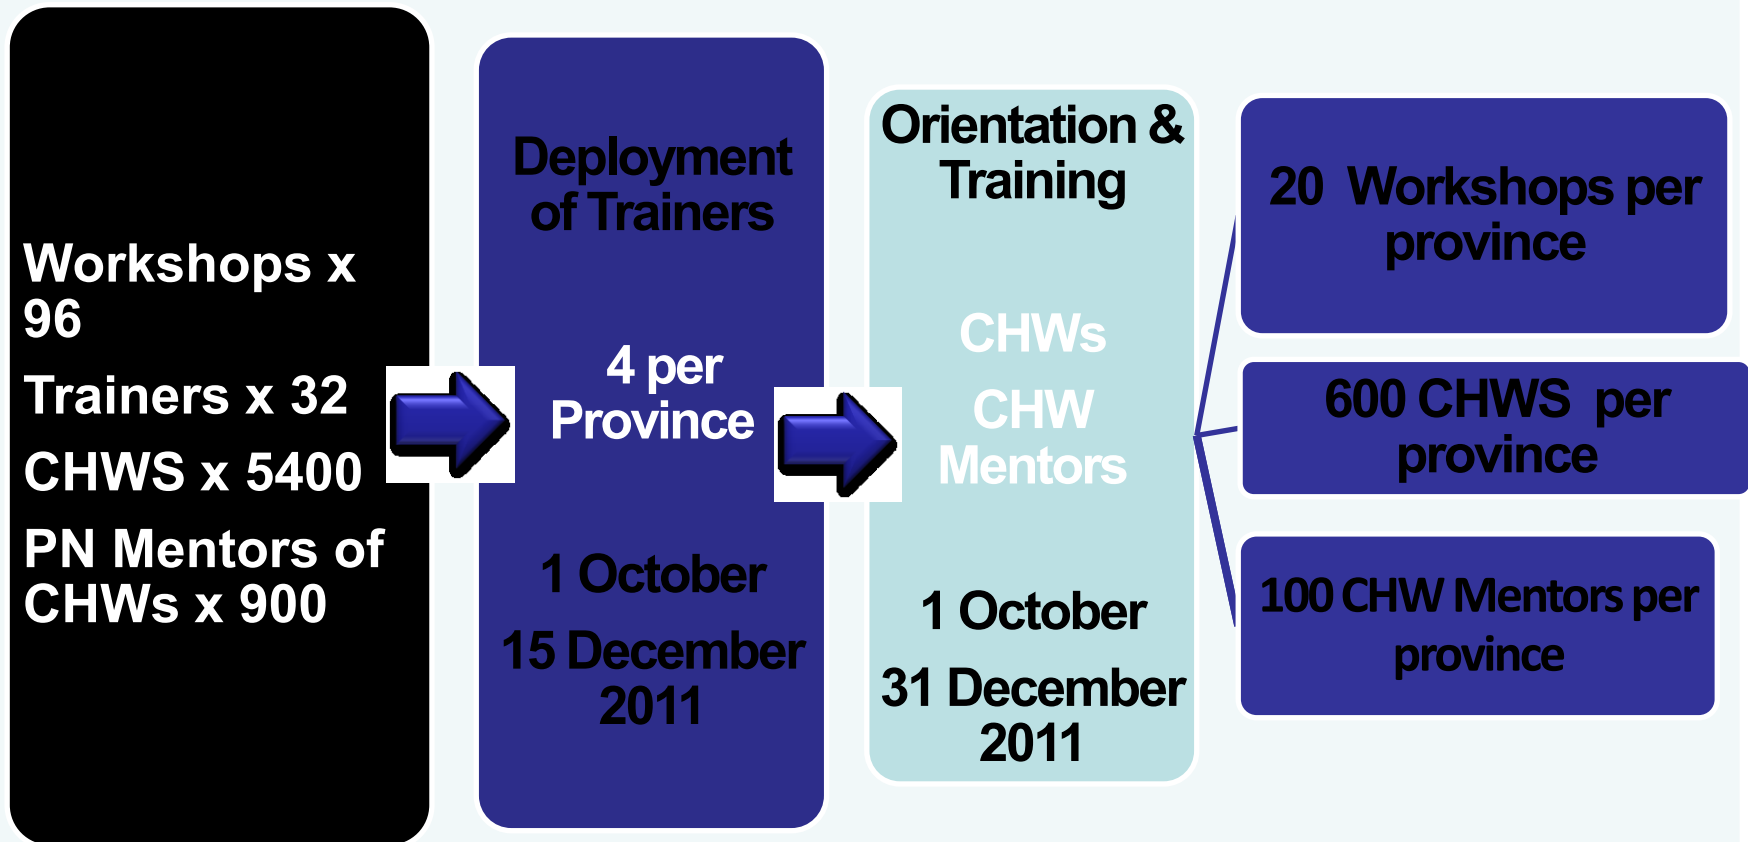 Workshops x
96
Trainers x 32
CHWS x 5400
PN Mentors of
CHWs x 900
Deployment
of Trainers
4 per
Province
1 October
15 December
2011
Orientation &
Training
CHWs
CHW
Mentors
1 October
31 December
2011
20 Workshops per
province
600 CHWS per
province
100 CHW Mentors per
province